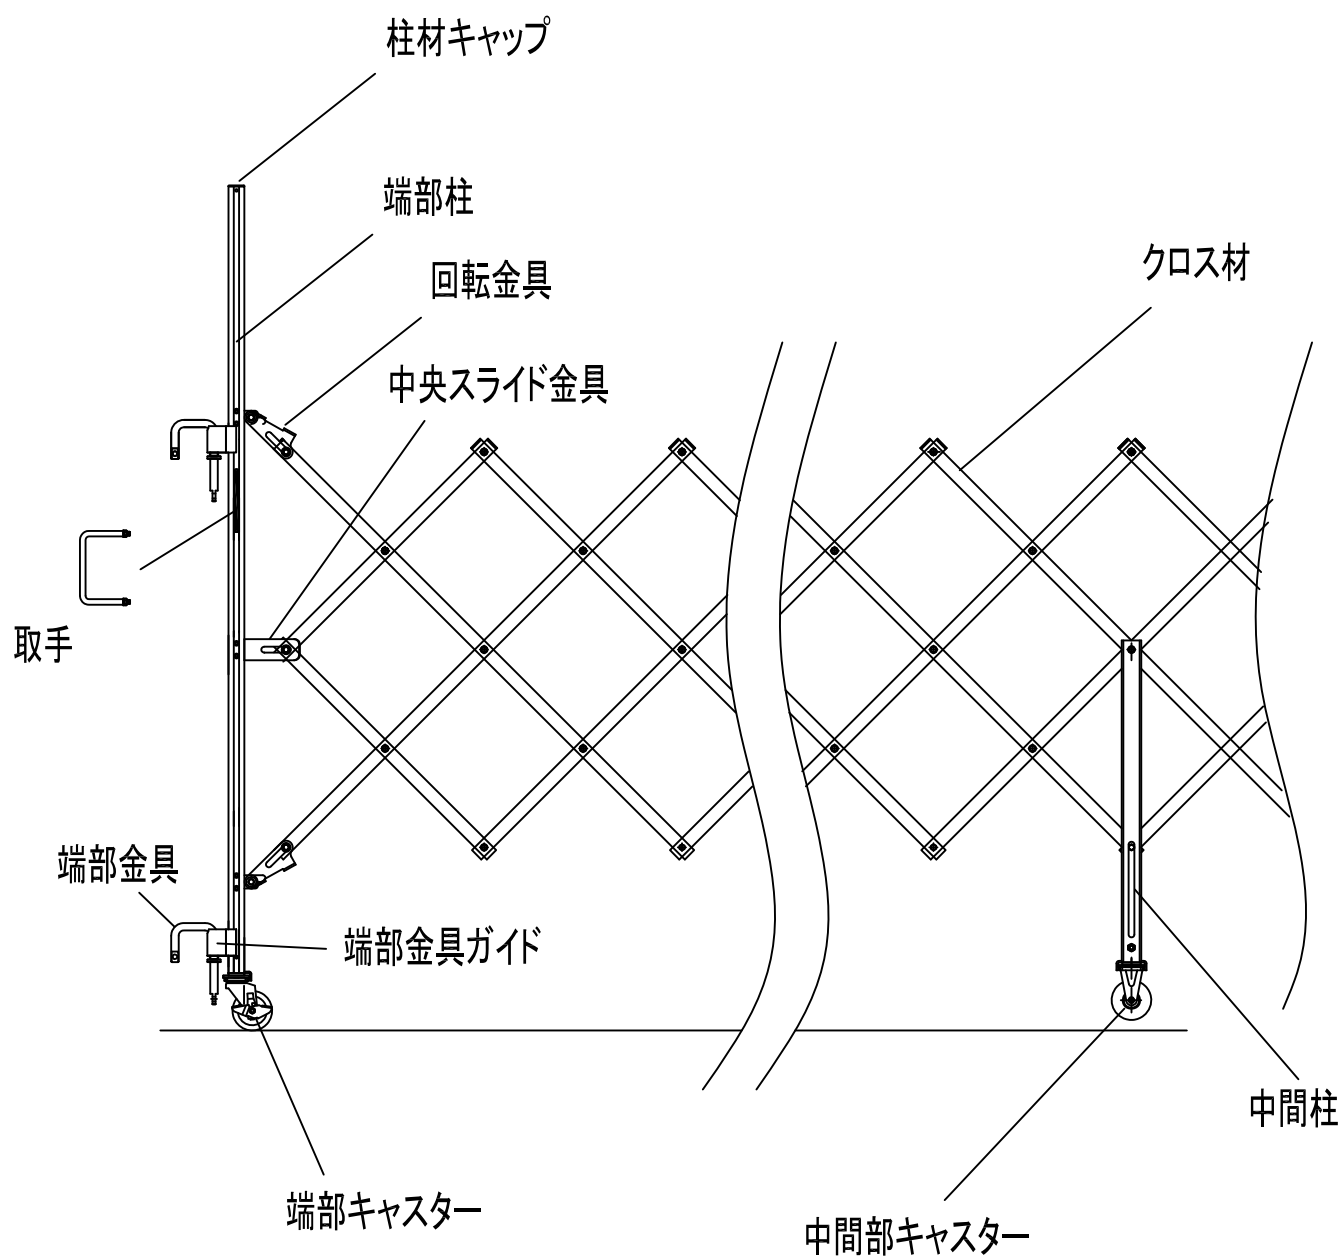 柱材キャップ
端部柱
回転金具
クロス材
中央スライド金具
取手
端部金具
端部金具ガイド
中間柱
端部キャスター
中間部キャスター